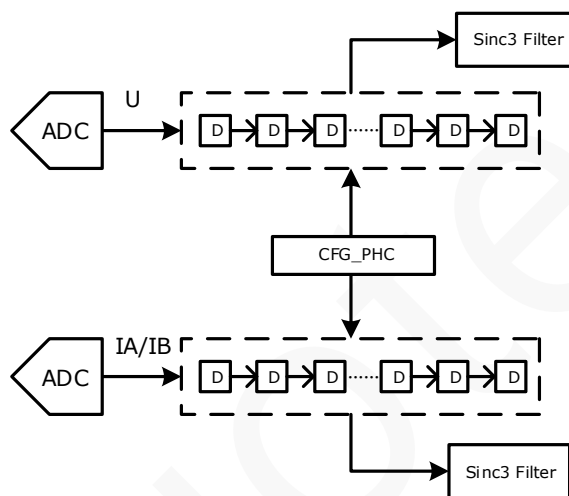 Sinc3 Filter
U
ADC
D D D D D D
CFG_PHC
IA/IB
ADC
D D D D D D
Sinc3 Filter